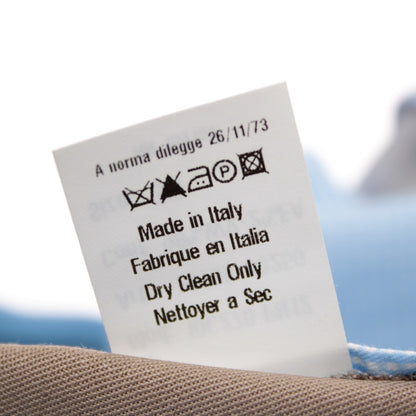 A norma dilegge 26/11/73
P
Made in Italy
Fabrique en Italia
Dry Clean Only
Nettoyer a Sec